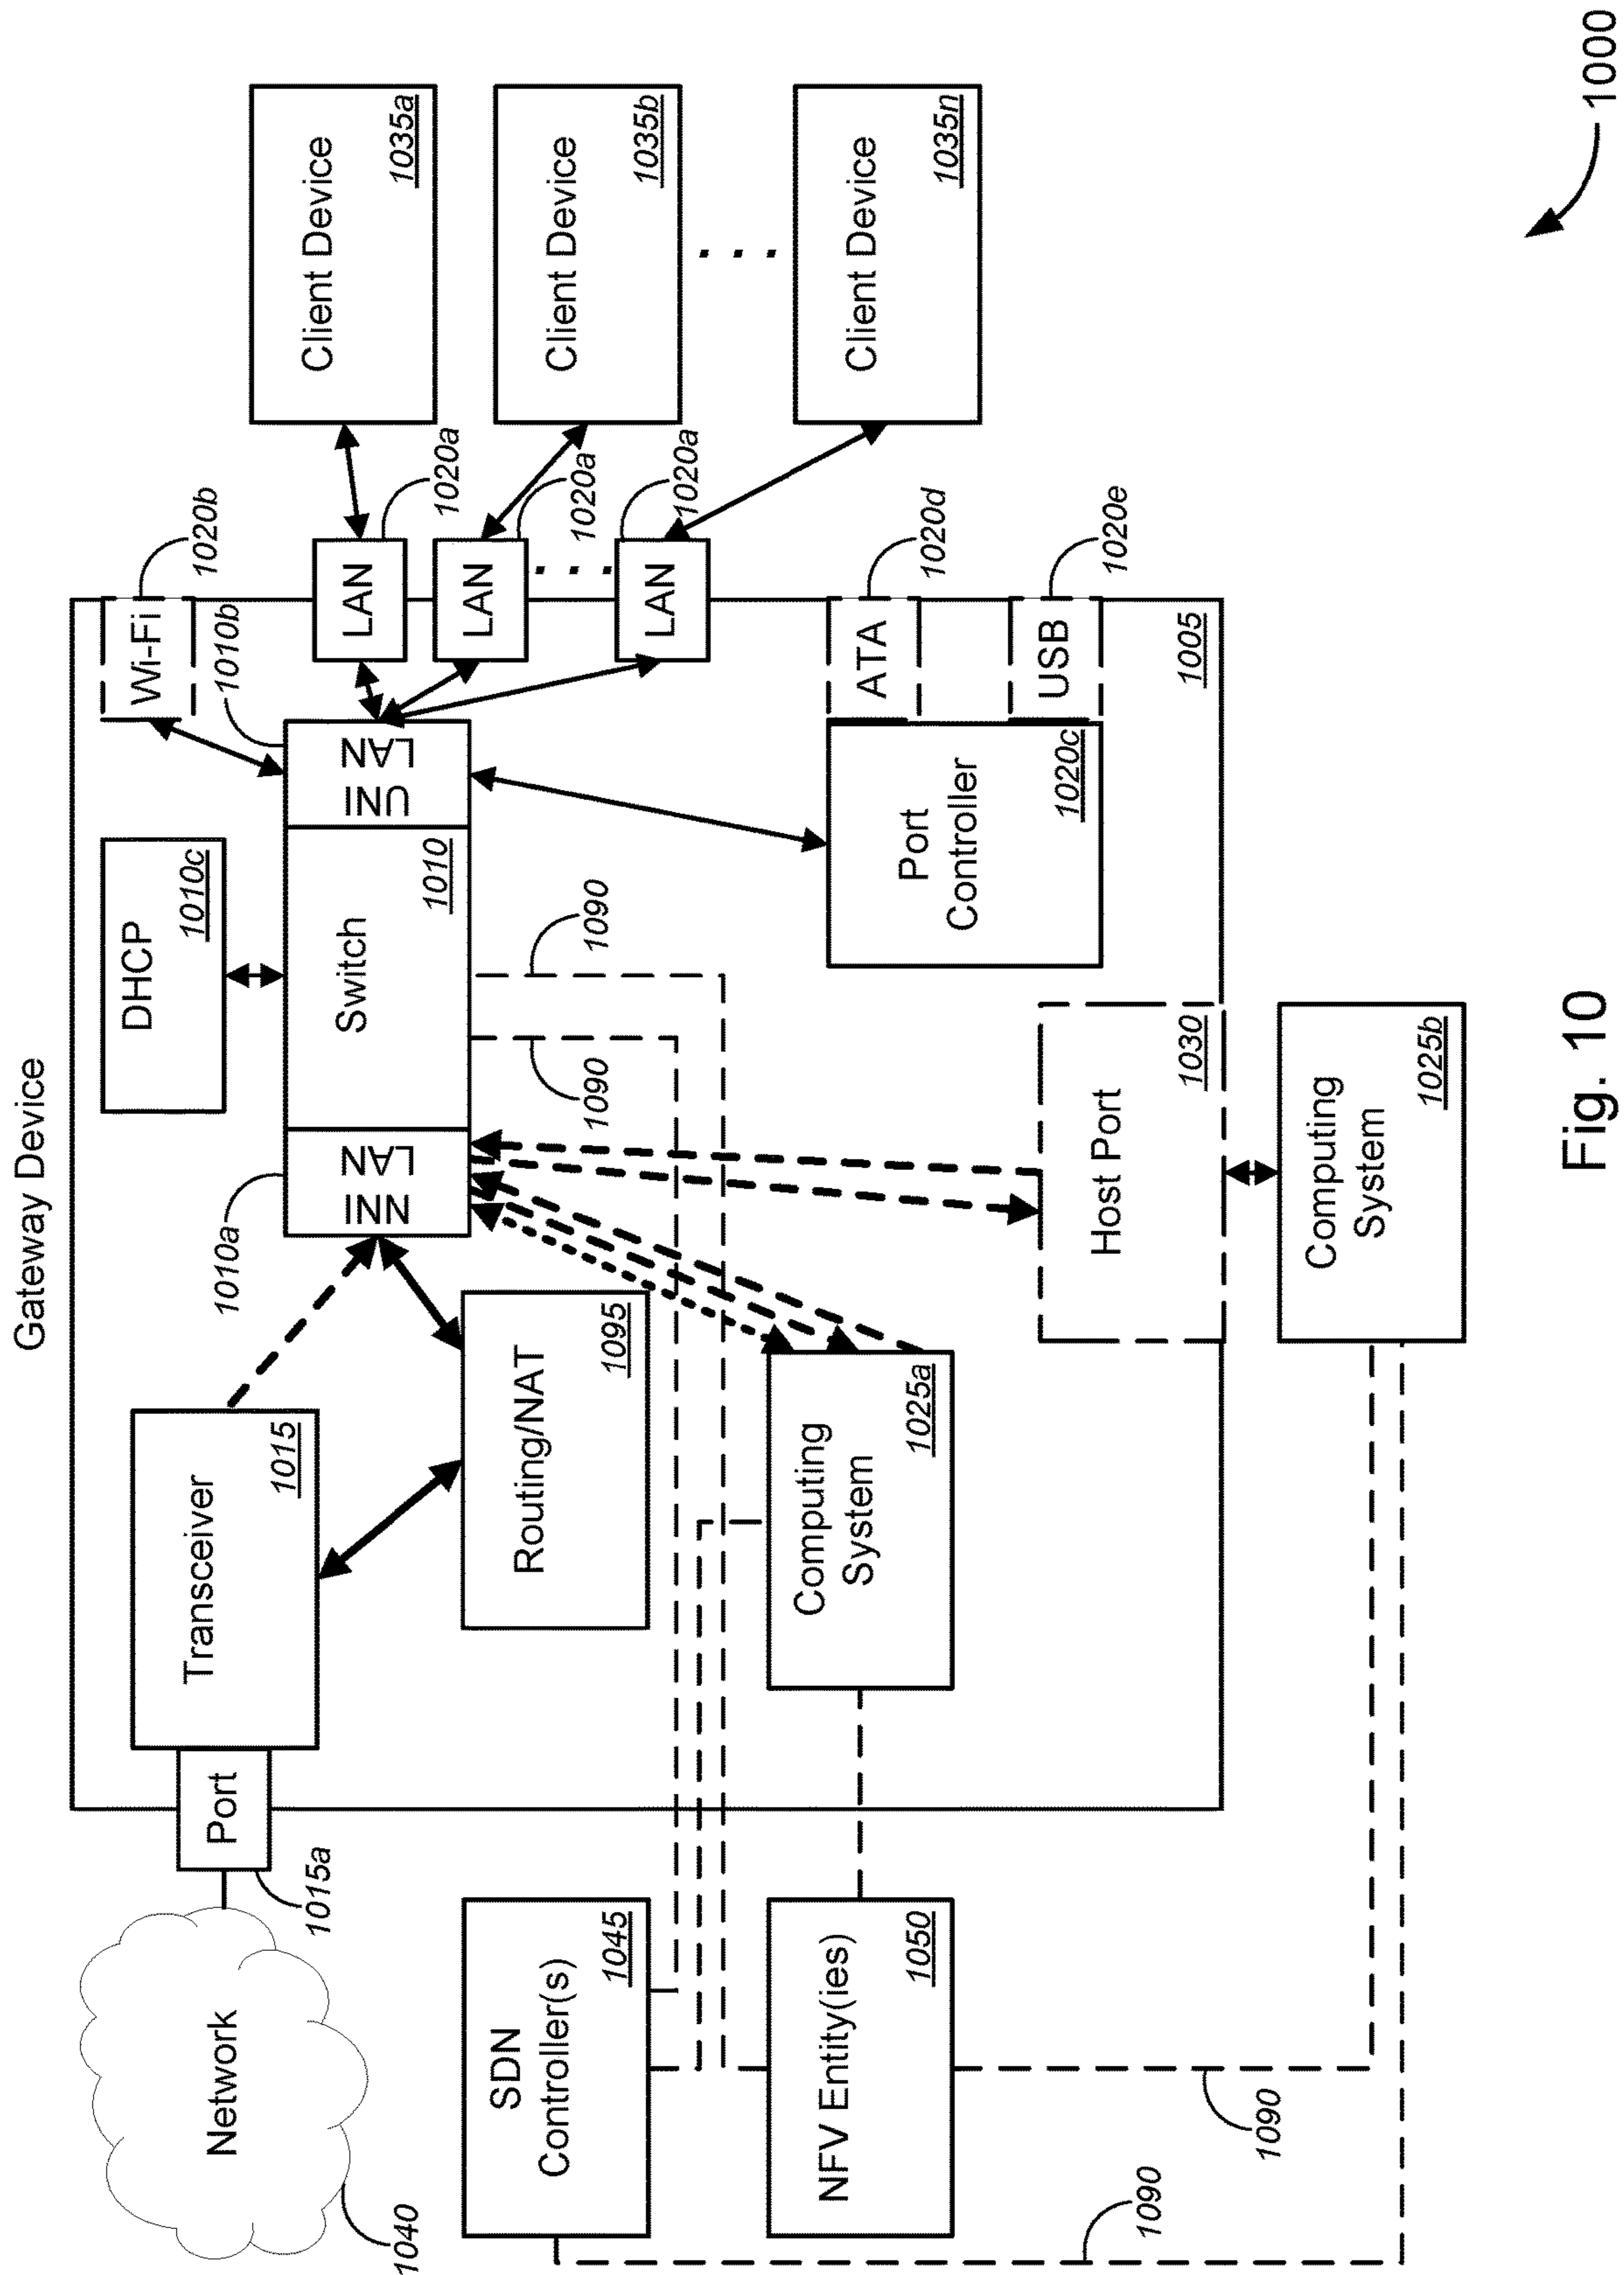 Gateway Device
Network
1040
Port
1015a
Transceiver
1015
Routing/NAT
1095
NNI
LAN
1010a
Switch
1010
DHCP
1010c
UNI
LAN
1010b
Wi-Fi
1020b
LAN
1020a
LAN
1020a
. . .
LAN
1020a
Client Device
1035a
Client Device
1035b
. . .
Client Device
1035n
1090
1090
SDN
Controller(s)
1045
NFV Entity(ies)
1050
Computing
System
1025a
Port
Controller
1020c
ATA
1020d
USB
1020e
1005
Host Port
1030
Computing
System
1025b
1090
1090
1000
Fig. 10